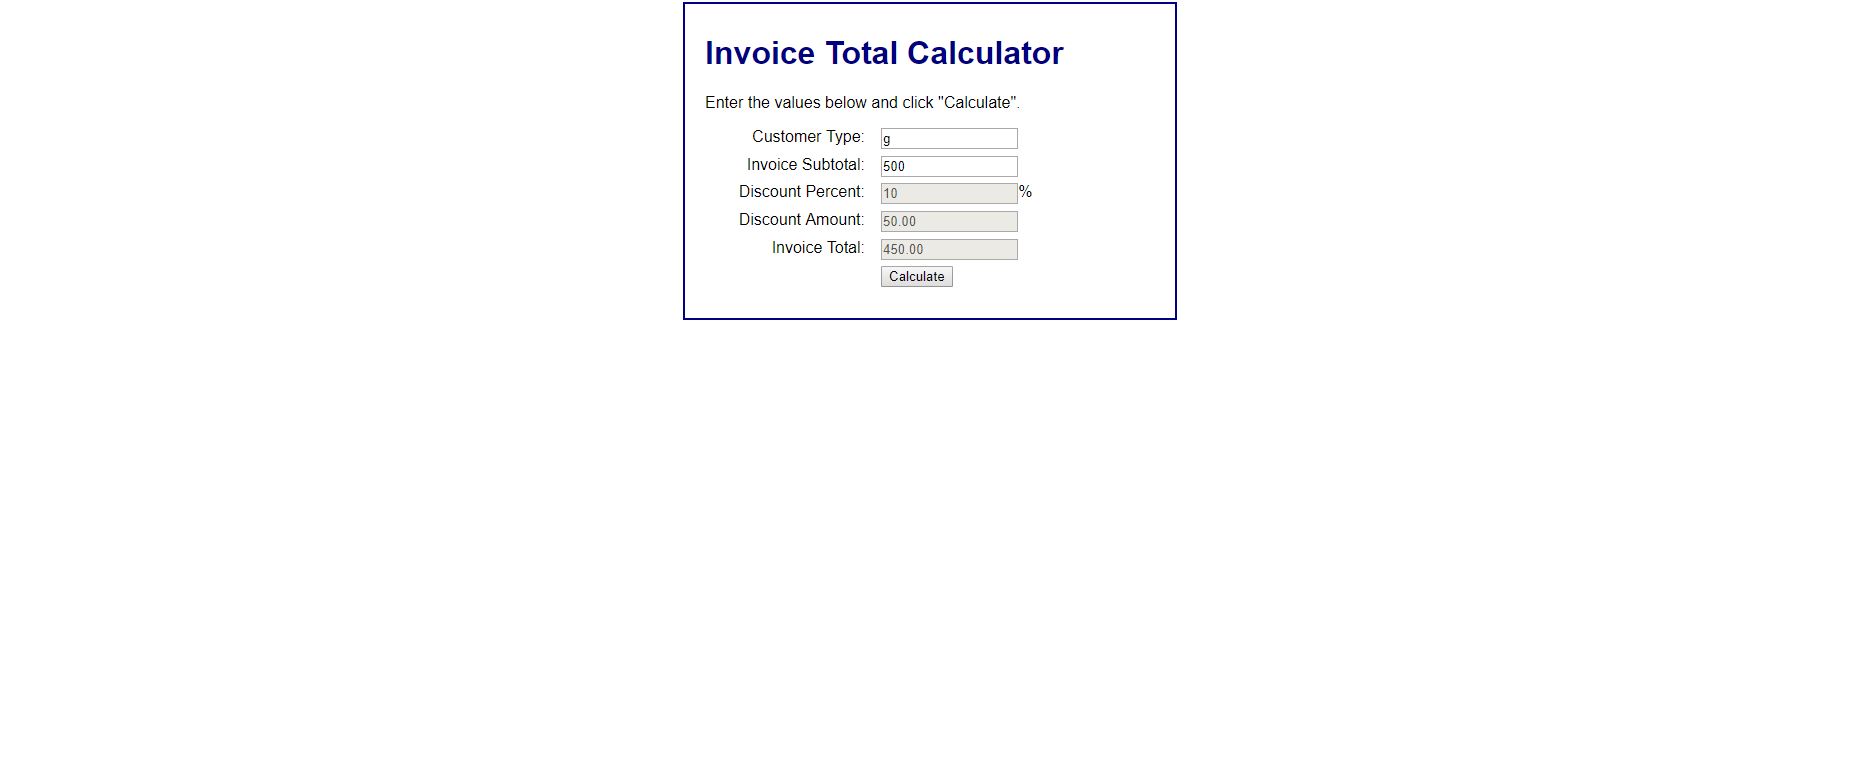 Invoice Total Calculator
Enter the values below and click "Calculate".
Customer Type: g
Invoice Subtotal: 500
Discount Percent: 10 %
Discount Amount: 50.00
Invoice Total: 450.00
Calculate